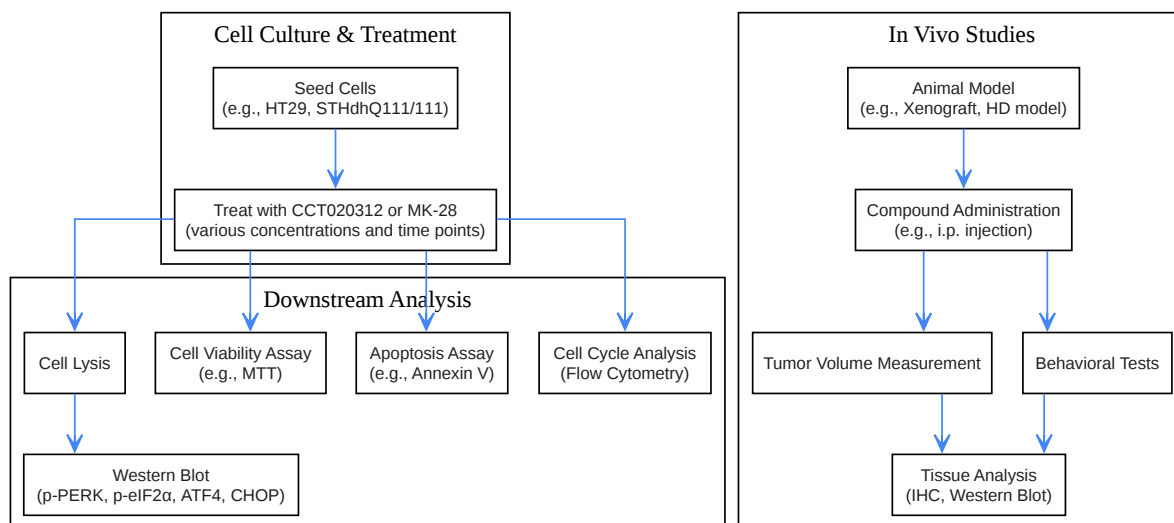 Cell Culture & Treatment
Seed Cells
(e.g., HT29, STHdhQ111/111)
Treat with CCT020312 or MK-28
(various concentrations and time points)
Downstream Analysis
Cell Lysis
Cell Viability Assay
(e.g., MTT)
Apoptosis Assay
(e.g., Annexin V)
Cell Cycle Analysis
(Flow Cytometry)
Western Blot
(p-PERK, p-eIF2α, ATF4, CHOP)
In Vivo Studies
Animal Model
(e.g., Xenograft, HD model)
Compound Administration
(e.g., i.p. injection)
Tumor Volume Measurement
Behavioral Tests
Tissue Analysis
(IHC, Western Blot)